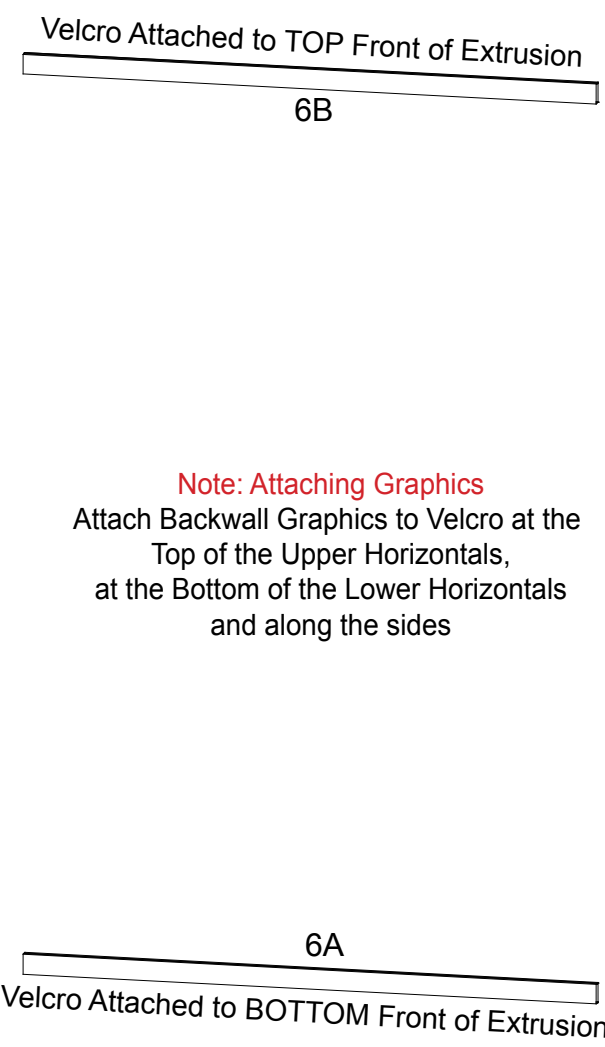 Velcro Attached to TOP Front of Extrusion
6B
Note: Attaching Graphics
Attach Backwall Graphics to Velcro at the
Top of the Upper Horizontals,
at the Bottom of the Lower Horizontals
and along the sides
6A
Velcro Attached to BOTTOM Front of Extrusion